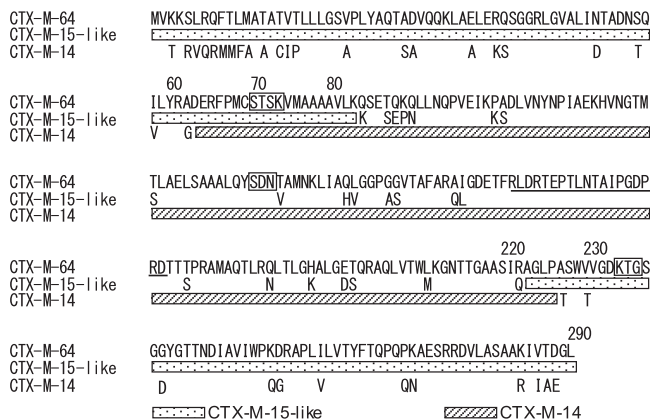 CTX-M-64 MVKKSLRQFTLMATATVTLLLGSVPLYAQTADVQQKLAELERQSGGRLGVALINTADNSQ
CTX-M-15-like
CTX-M-14 T RVQRMMFA A CIP A SA A KS D T
60 70 80
CTX-M-64 ILYRADERFPMCSTSKVMAAAAVLKQSETQKQLLNQPVEIKPADLVNYNPIAEKHVNGTM
CTX-M-15-like K SEPN KS
CTX-M-14 V G
CTX-M-64 TLAELSAAALQYSDNTAMNKLIAQLGGPGGVTAFARAIGDETFRLDRTEPTLNTAIPGDP
CTX-M-15-like S V HV AS QL
CTX-M-14
220 230
CTX-M-64 RDTTTPRAMAQTLRQLTLGHALGETQRAQLVTWLKGNTTGAASIRAGLPASWVVGDKTGS
CTX-M-15-like S N K DS M Q
CTX-M-14 T T
290
CTX-M-64 GGYGTTNDIAVIWPKDRAPLILVTYFTQPQPKAESRRDVLASAAKIVTDGL
CTX-M-15-like
CTX-M-14 D QG V QN R IAE
CTX-M-15-like CTX-M-14